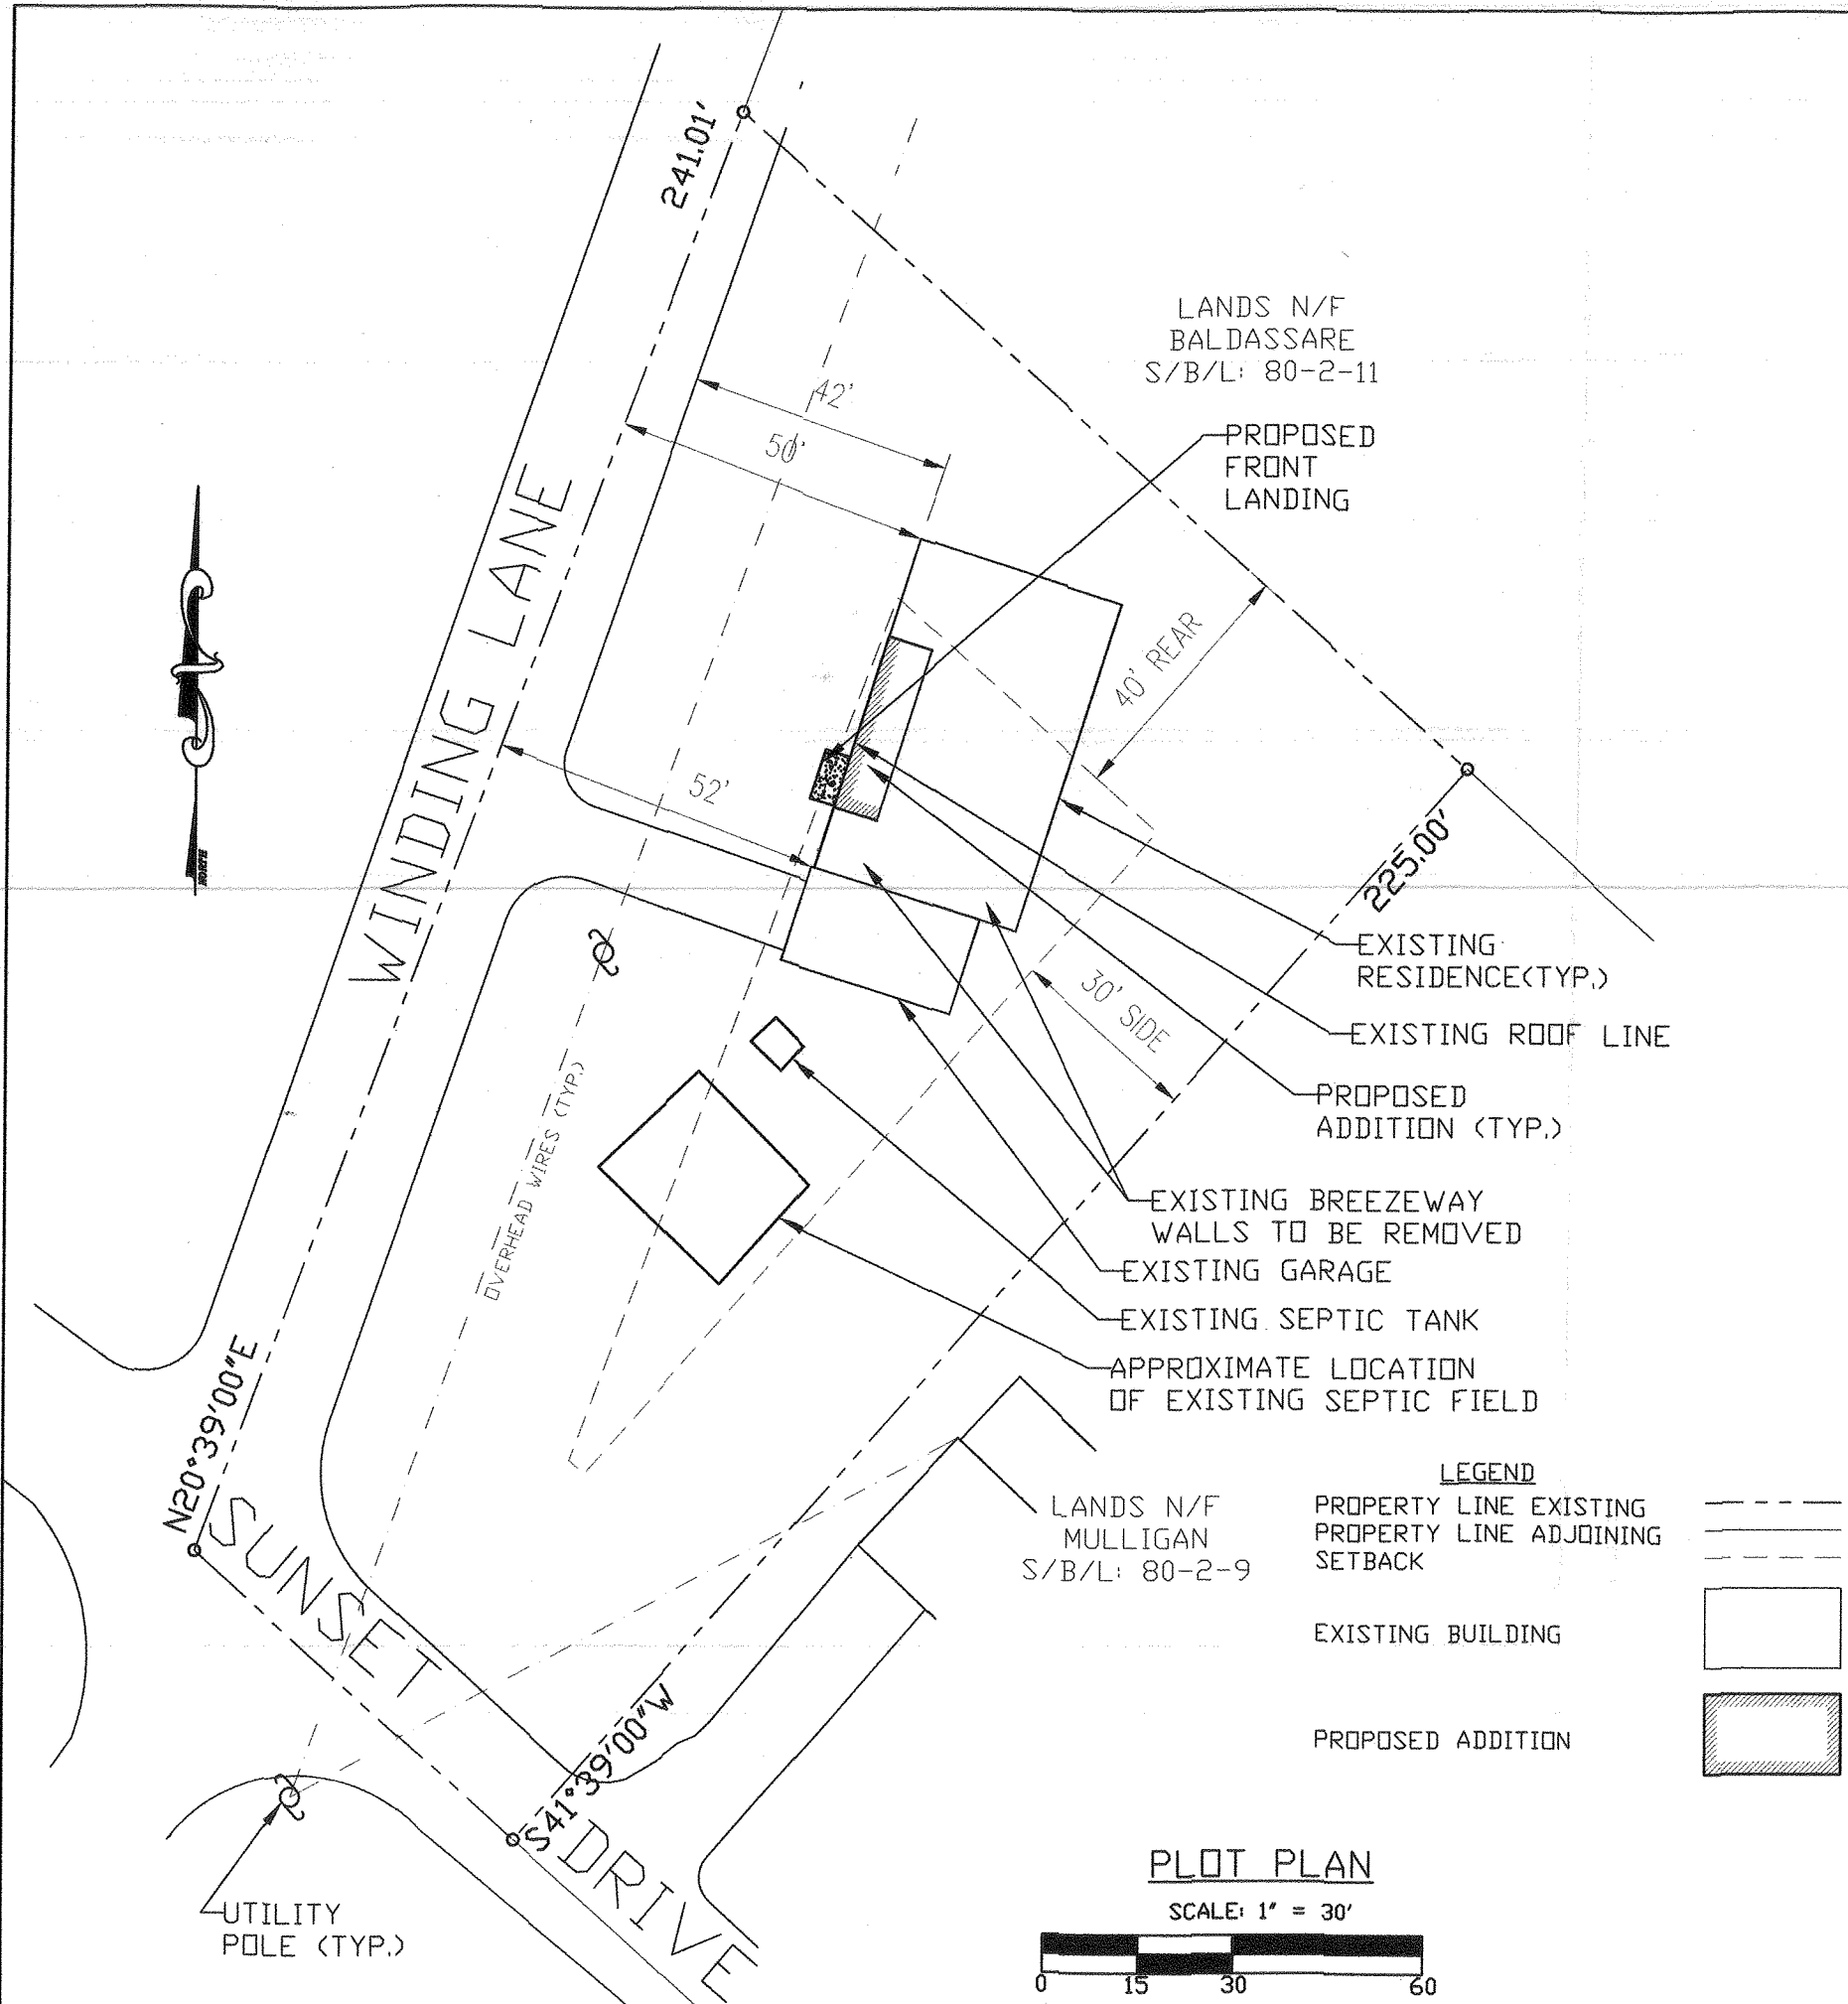 241.01'
LANDS N/F
BALDASSARE
S/B/L: 80-2-11
42'
50'
PROPOSED
FRONT
LANDING
WINDING LANE
40' REAR
52'
225.00'
NORTH
EXISTING
RESIDENCE(TYP.)
30' SIDE
EXISTING ROOF LINE
PROPOSED
ADDITION (TYP.)
OVERHEAD WIRES (TYP.)
EXISTING BREEZEWAY
WALLS TO BE REMOVED
EXISTING GARAGE
EXISTING SEPTIC TANK
APPROXIMATE LOCATION
OF EXISTING SEPTIC FIELD
N20°39'00"E
SUNSET DRIVE
LANDS N/F
MULLIGAN
S/B/L: 80-2-9
LEGEND
PROPERTY LINE EXISTING
PROPERTY LINE ADJOINING
SETBACK
EXISTING BUILDING
PROPOSED ADDITION
S41°39'00"W
UTILITY
POLE (TYP.)
PLOT PLAN
SCALE: 1" = 30'
0 15 30 60